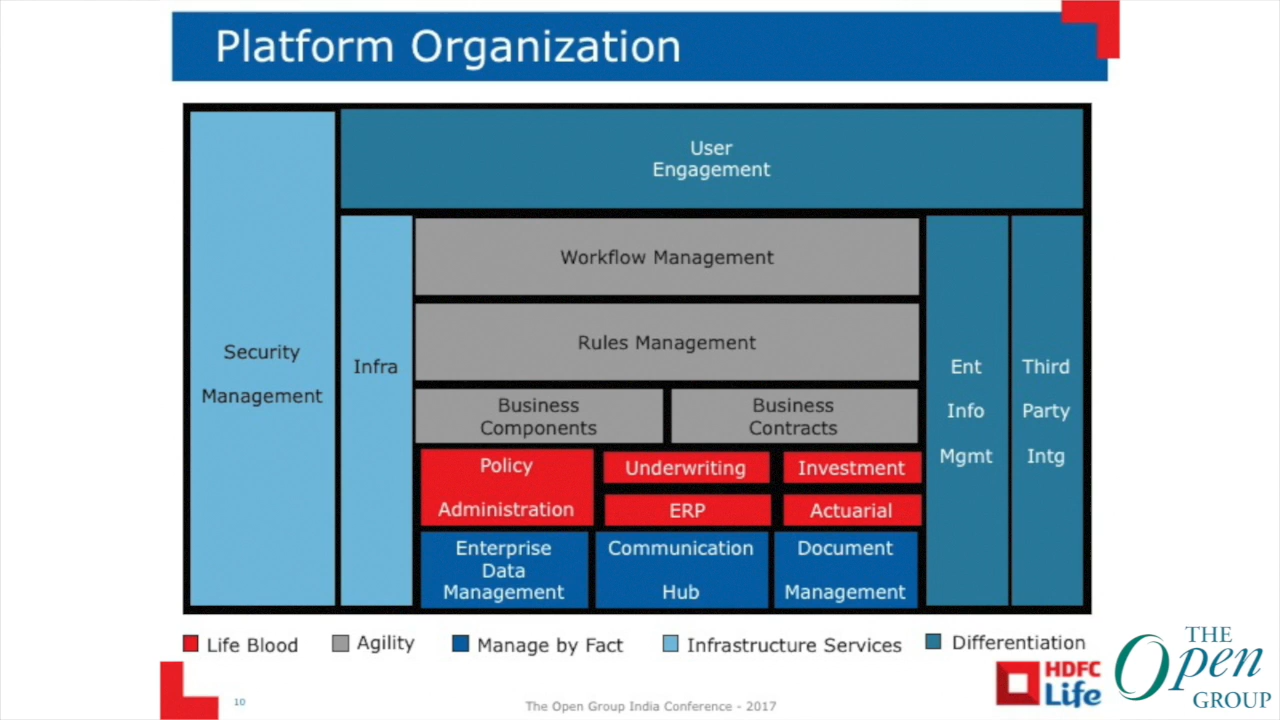 Platform Organization
User
Engagement
Security
Management
Infra
Workflow Management
Rules Management
Business
Components
Business
Contracts
Policy
Administration
Underwriting
Investment
ERP
Actuarial
Enterprise
Data
Management
Communication
Hub
Document
Management
Ent
Info
Mgmt
Third
Party
Intg
Life Blood
Agility
Manage by Fact
Infrastructure Services
Differentiation
10
The Open Group India Conference - 2017
HDFC
Life
THE
Open
GROUP